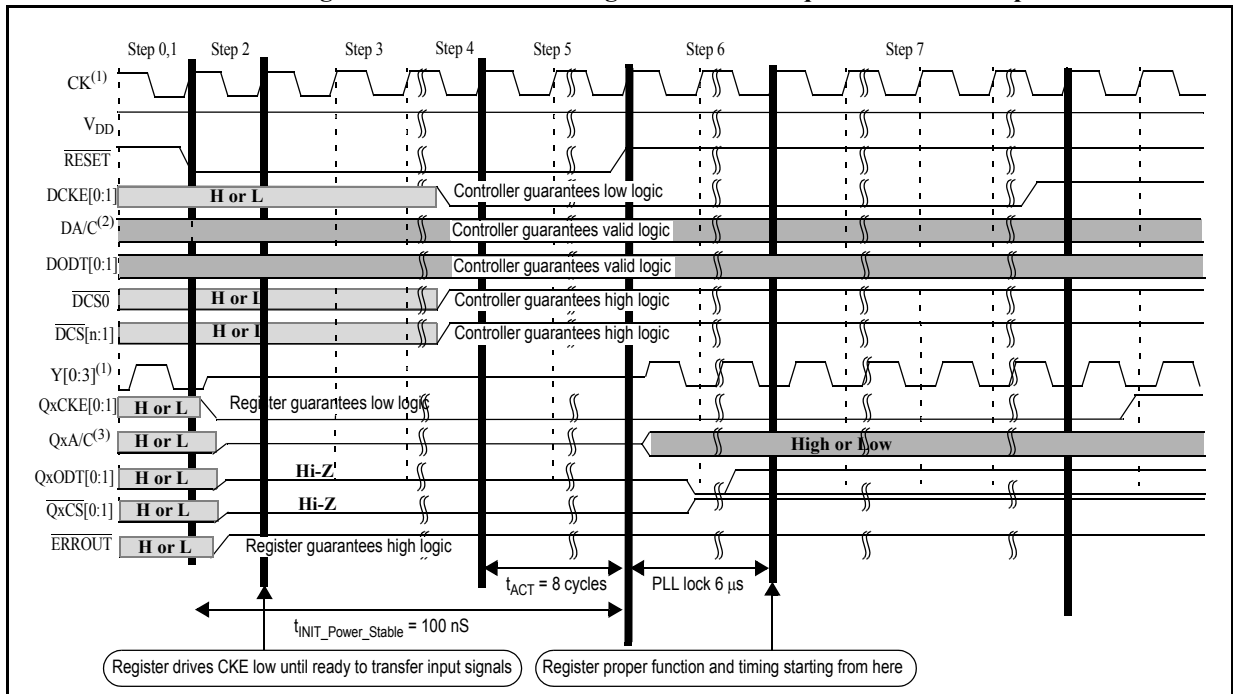 Step 0,1 Step 2 Step 3 Step 4 Step 5 Step 6 Step 7
CK(1)
VDD
RESET
DCKE[0:1] H or L Controller guarantees low logic
DA/C(2) Controller guarantees valid logic
DODT[0:1] Controller guarantees valid logic
DCS0 H or L Controller guarantees high logic
DCS[n:1] H or L Controller guarantees high logic
Y[0:3](1)
QxCKE[0:1] H or L Register guarantees low logic
QxA/C(3) H or L High or Low
QxODT[0:1] H or L Hi-Z
QxCS[0:1] H or L Hi-Z
ERROUT H or L Register guarantees high logic
tACT = 8 cycles PLL lock 6 μs
tINIT_Power_Stable = 100 nS
Register drives CKE low until ready to transfer input signals Register proper function and timing starting from here